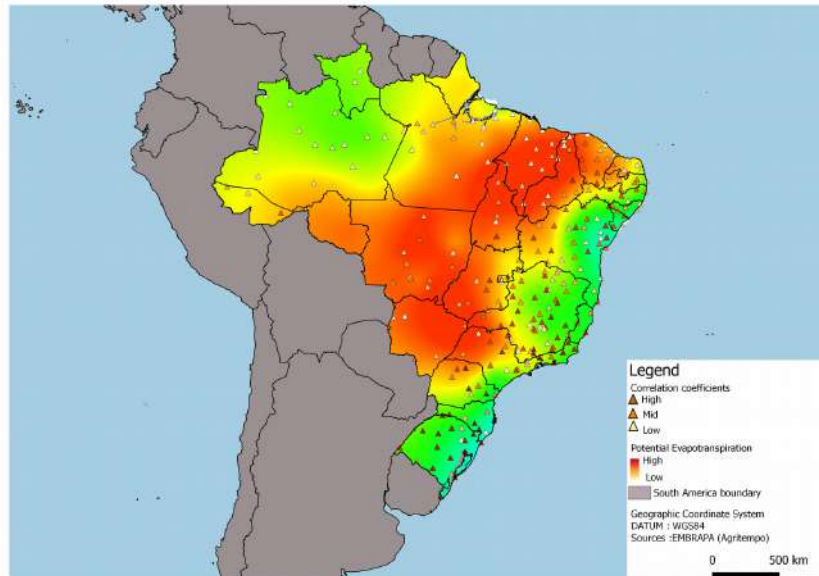 Legend
Correlation coefficients
High
Mid
Low
Potential Evapotranspiration
High
Low
South America boundary
Geographic Coordinate System
DATUM : WGS84
Sources :EMBRAPA (Agritempo)
0 500 km